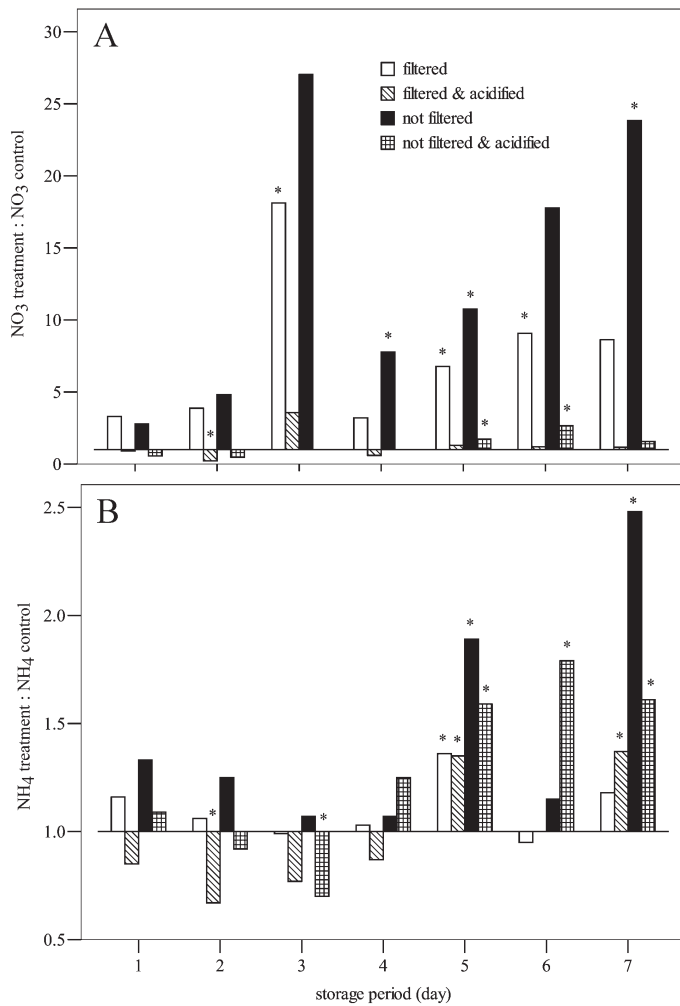 A
filtered
filtered & acidified
not filtered
not filtered & acidified
NO3 treatment : NO3 control
30
25
20
15
10
5
0
* * * * * * * * *
B
NH4 treatment : NH4 control
2.5
2.0
1.5
1.0
0.5
* * * * * * * * * *
1 2 3 4 5 6 7
storage period (day)